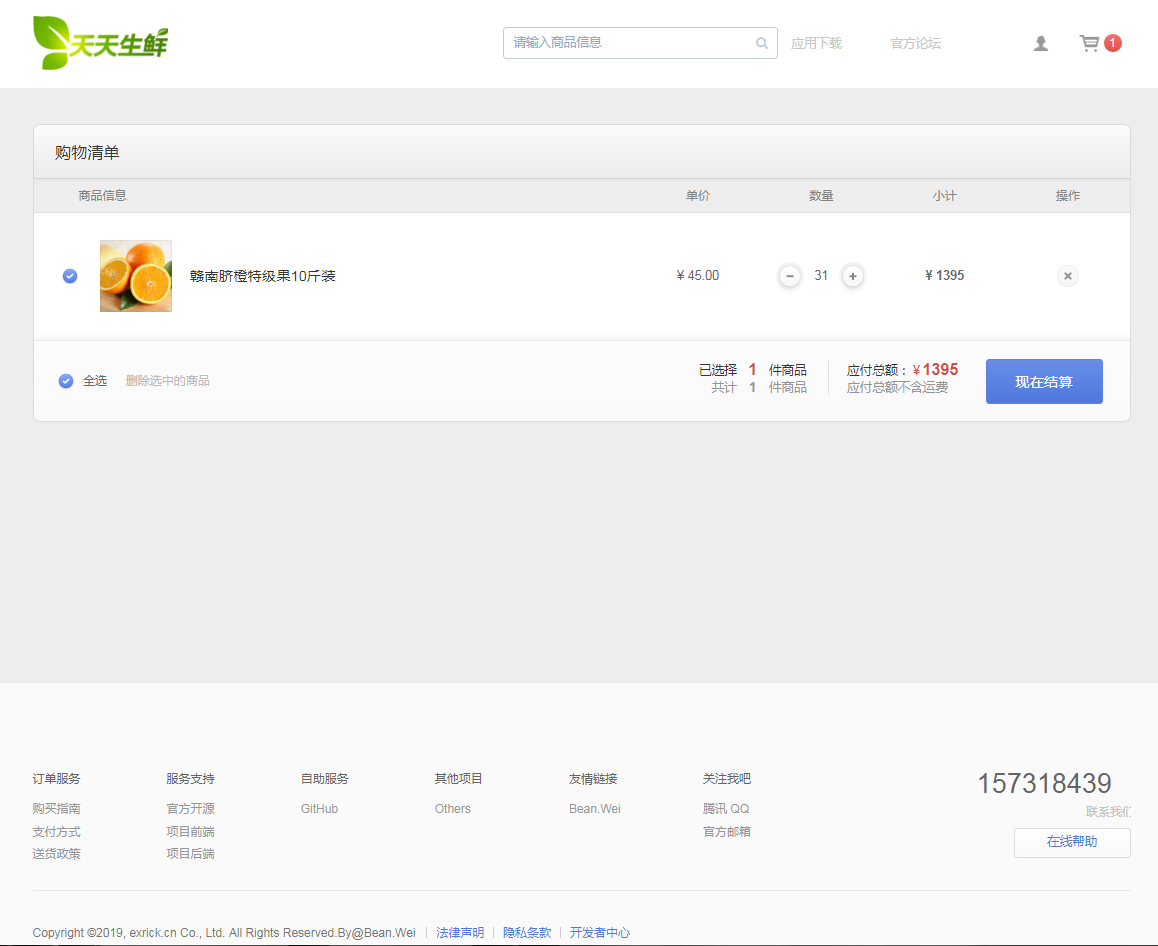 天天生鲜
请输入商品信息 应用下载 官方论坛 1
购物清单
商品信息 单价 数量 小计 操作
赣南脐橙特级果10斤装 ¥ 45.00 − 31 + ¥ 1395
全选 删除选中的商品
已选择 1 件商品 应付总额：¥1395
共计 1 件商品 应付总额不含运费
现在结算
订单服务 服务支持 自助服务 其他项目 友情链接 关注我吧 157318439
购买指南 官方开源 GitHub Others Bean.Wei 腾讯 QQ 联系我们
支付方式 项目前端 官方邮箱 在线帮助
送货政策 项目后端
Copyright ©2019, exrick.cn Co., Ltd. All Rights Reserved.By@Bean.Wei 法律声明 隐私条款 开发者中心